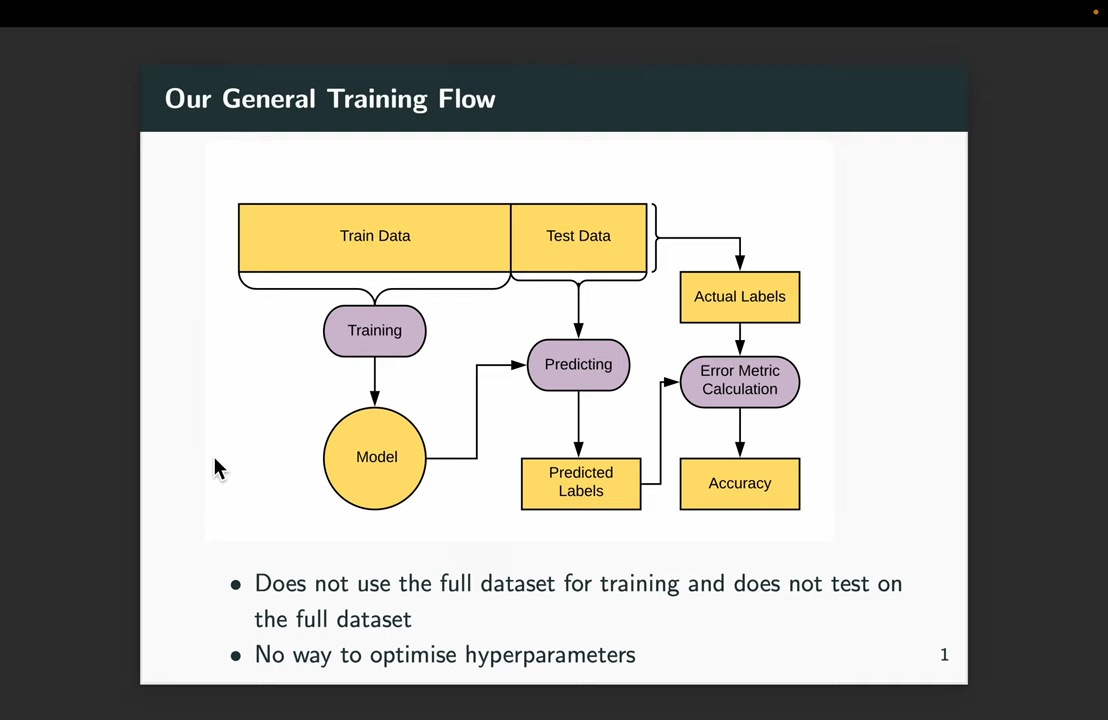 Our General Training Flow
Train Data
Test Data
Actual Labels
Training
Predicting
Error Metric
Calculation
Model
Predicted
Labels
Accuracy
• Does not use the full dataset for training and does not test on
the full dataset
• No way to optimise hyperparameters
1